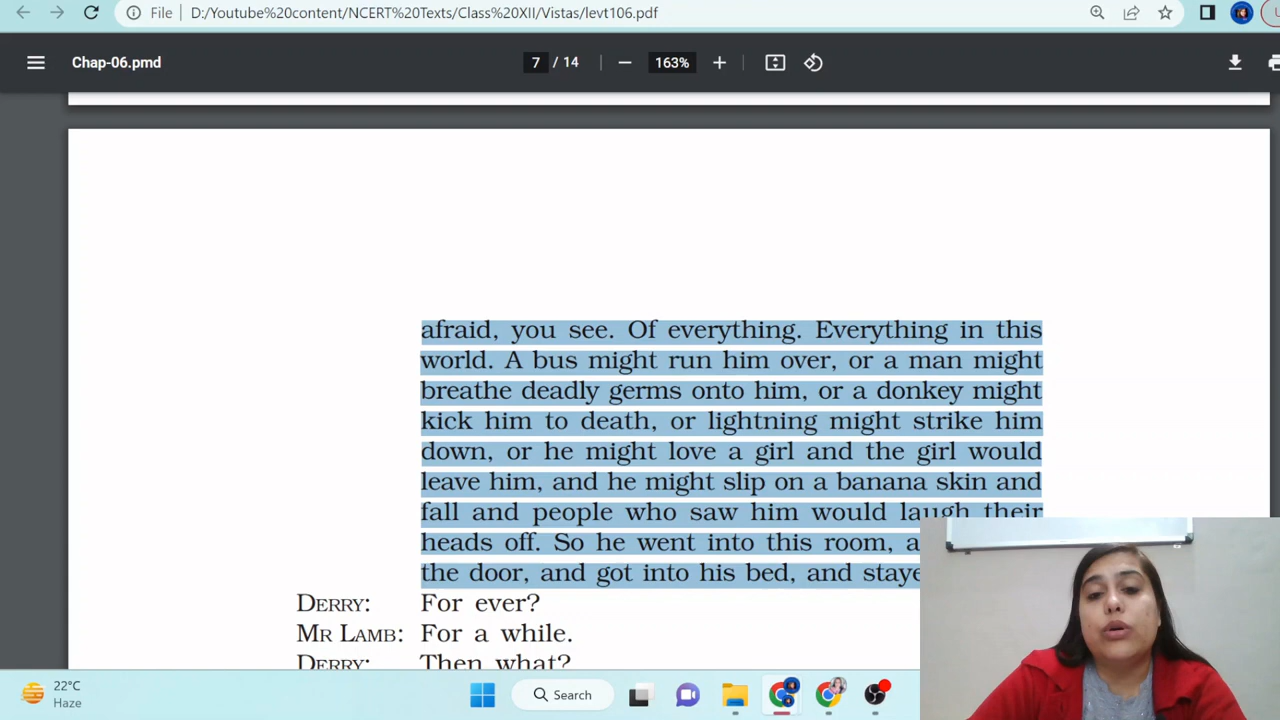 File D:/Youtube%20content/NCERT%20Texts/Class%20XII/Vistas/levt106.pdf
Chap-06.pmd 7 / 14 163%
afraid, you see. Of everything. Everything in this
world. A bus might run him over, or a man might
breathe deadly germs onto him, or a donkey might
kick him to death, or lightning might strike him
down, or he might love a girl and the girl would
leave him, and he might slip on a banana skin and
fall and people who saw him would laugh their
heads off. So he went into this room,
the door, and got into his bed, and
DERRY: For ever?
MR LAMB: For a while.
DERRY: Then what?
22°C
Haze
Search